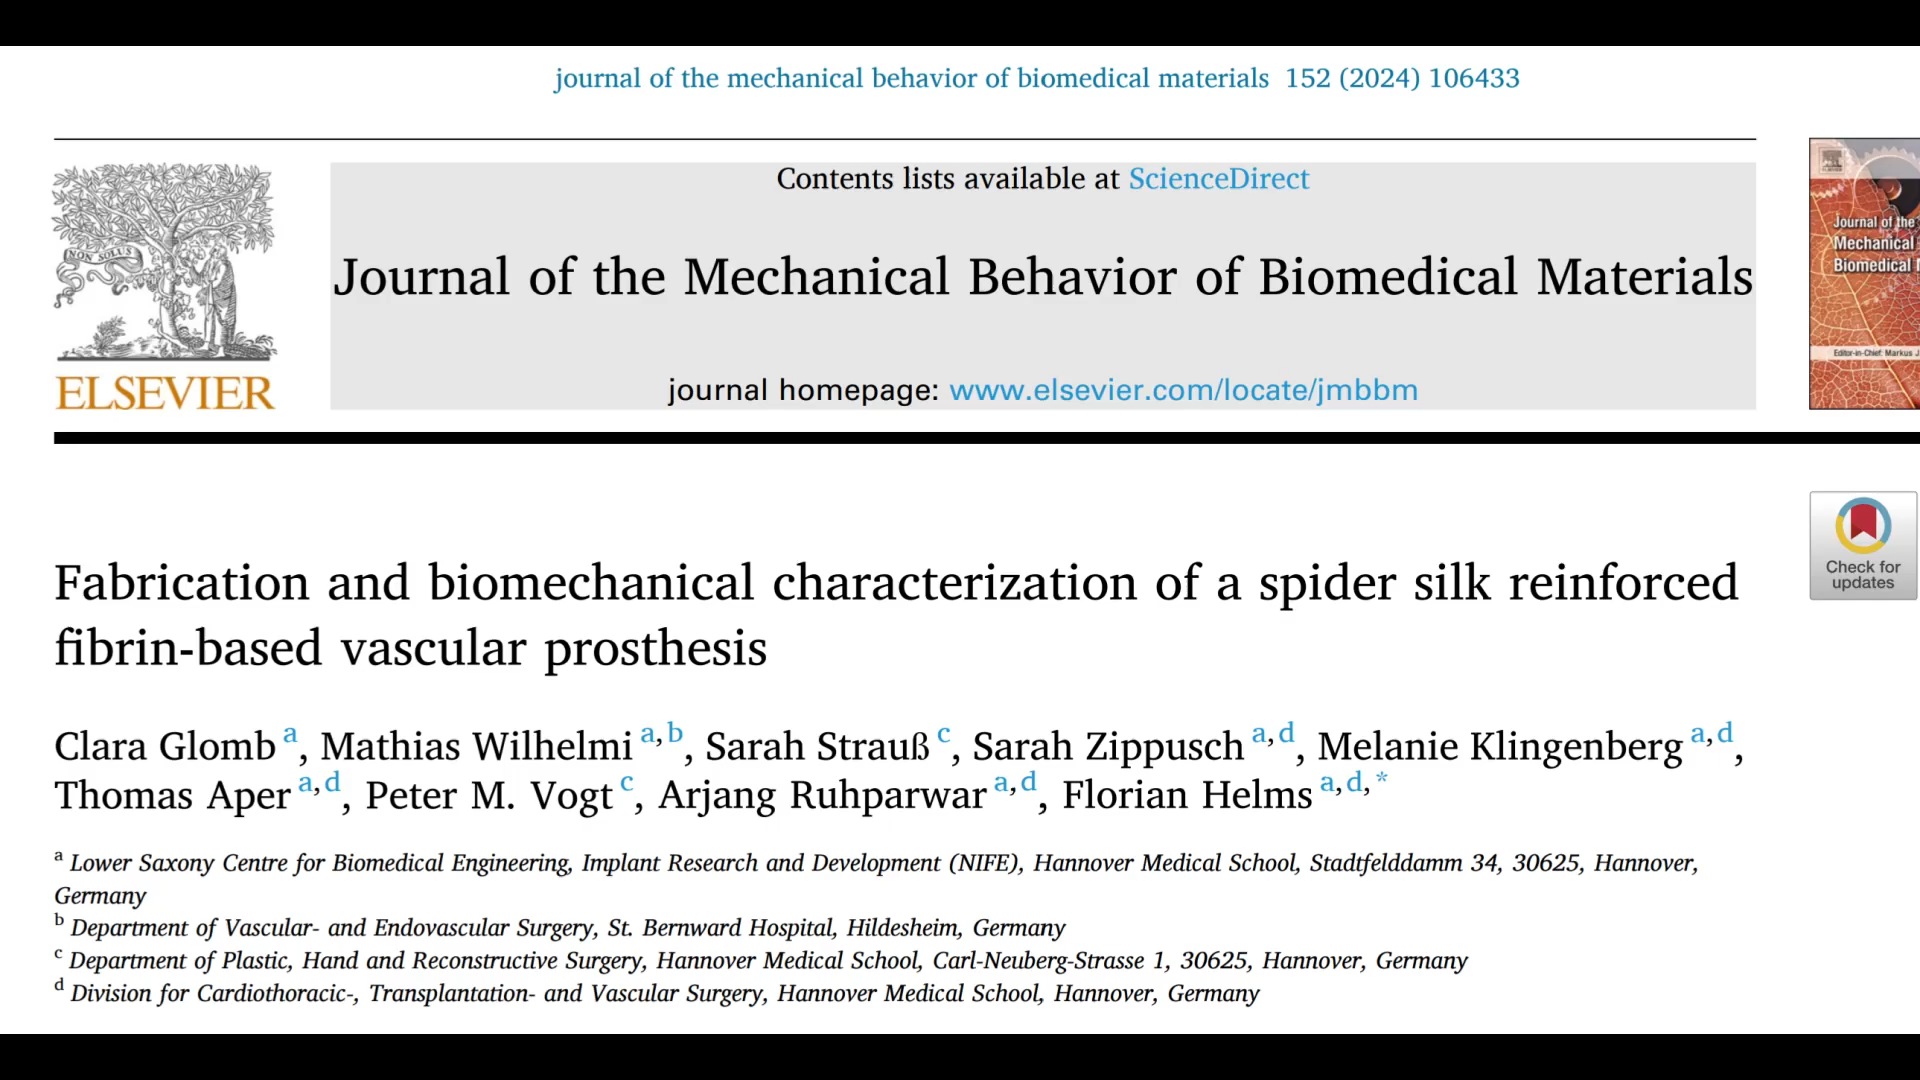 journal of the mechanical behavior of biomedical materials 152 (2024) 106433
Contents lists available at ScienceDirect
Journal of the Mechanical Behavior of Biomedical Materials
journal homepage: www.elsevier.com/locate/jmbbm
NON SOLUS
ELSEVIER
Journal of the
Mechanical
Biomedical
Editor-in-Chief: Markus J
Check for
updates
Fabrication and biomechanical characterization of a spider silk reinforced
fibrin-based vascular prosthesis
Clara Glomb a, Mathias Wilhelmi a,b, Sarah Strauß c, Sarah Zippusch a,d, Melanie Klingenberg a,d,
Thomas Aper a,d, Peter M. Vogt c, Arjang Ruhparwar a,d, Florian Helms a,d,*
a Lower Saxony Centre for Biomedical Engineering, Implant Research and Development (NIFE), Hannover Medical School, Stadtfelddamm 34, 30625, Hannover,
Germany
b Department of Vascular- and Endovascular Surgery, St. Bernward Hospital, Hildesheim, Germany
c Department of Plastic, Hand and Reconstructive Surgery, Hannover Medical School, Carl-Neuberg-Strasse 1, 30625, Hannover, Germany
d Division for Cardiothoracic-, Transplantation- and Vascular Surgery, Hannover Medical School, Hannover, Germany